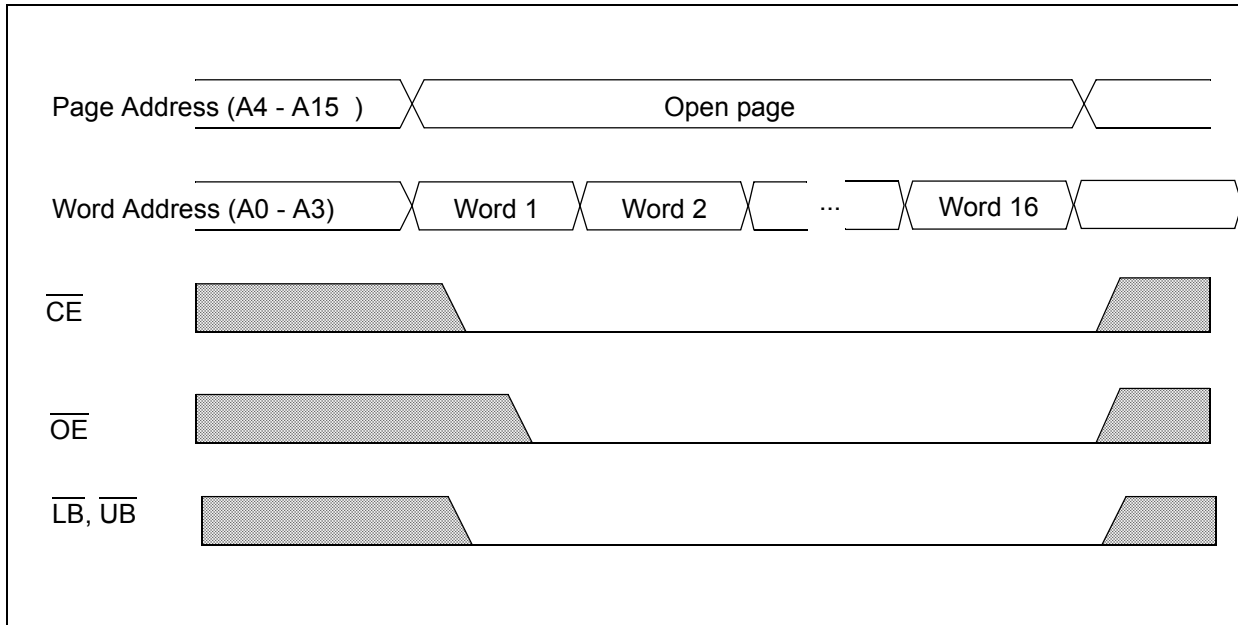 Page Address (A4 - A15 )
Open page
Word Address (A0 - A3)
Word 1
Word 2
...
Word 16
CE
OE
LB, UB